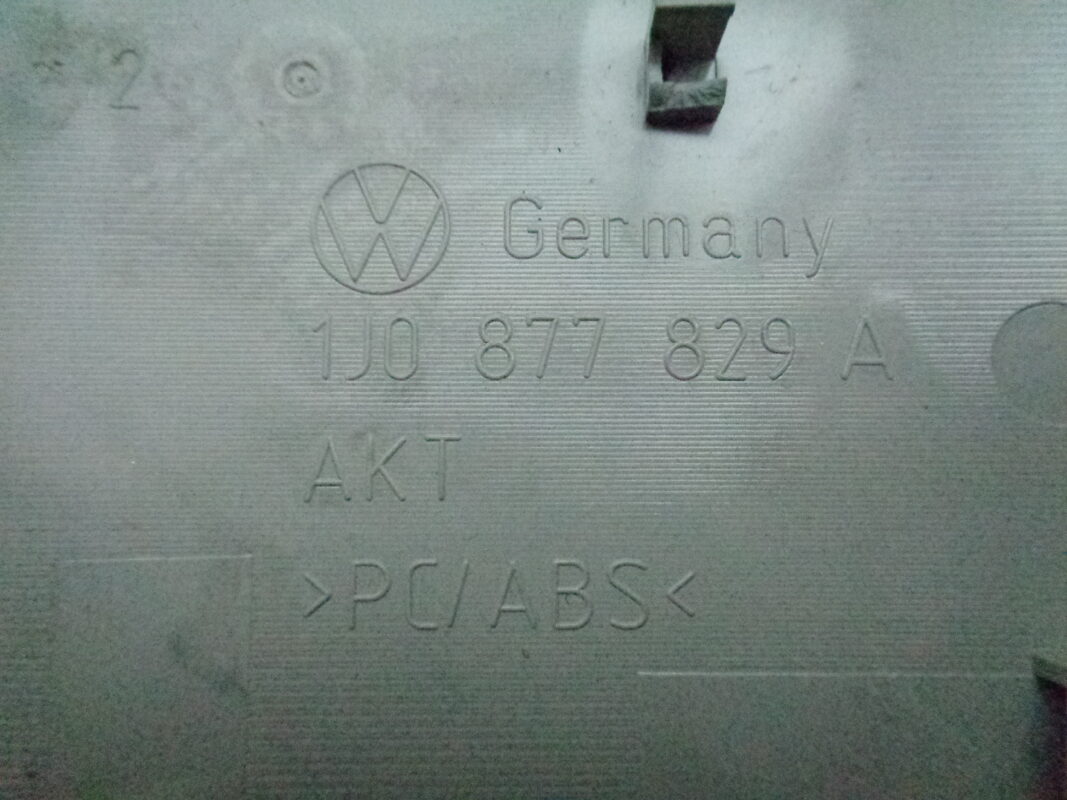 2
Germany
1J0 877 829 A
AKT
>PC/ABS<